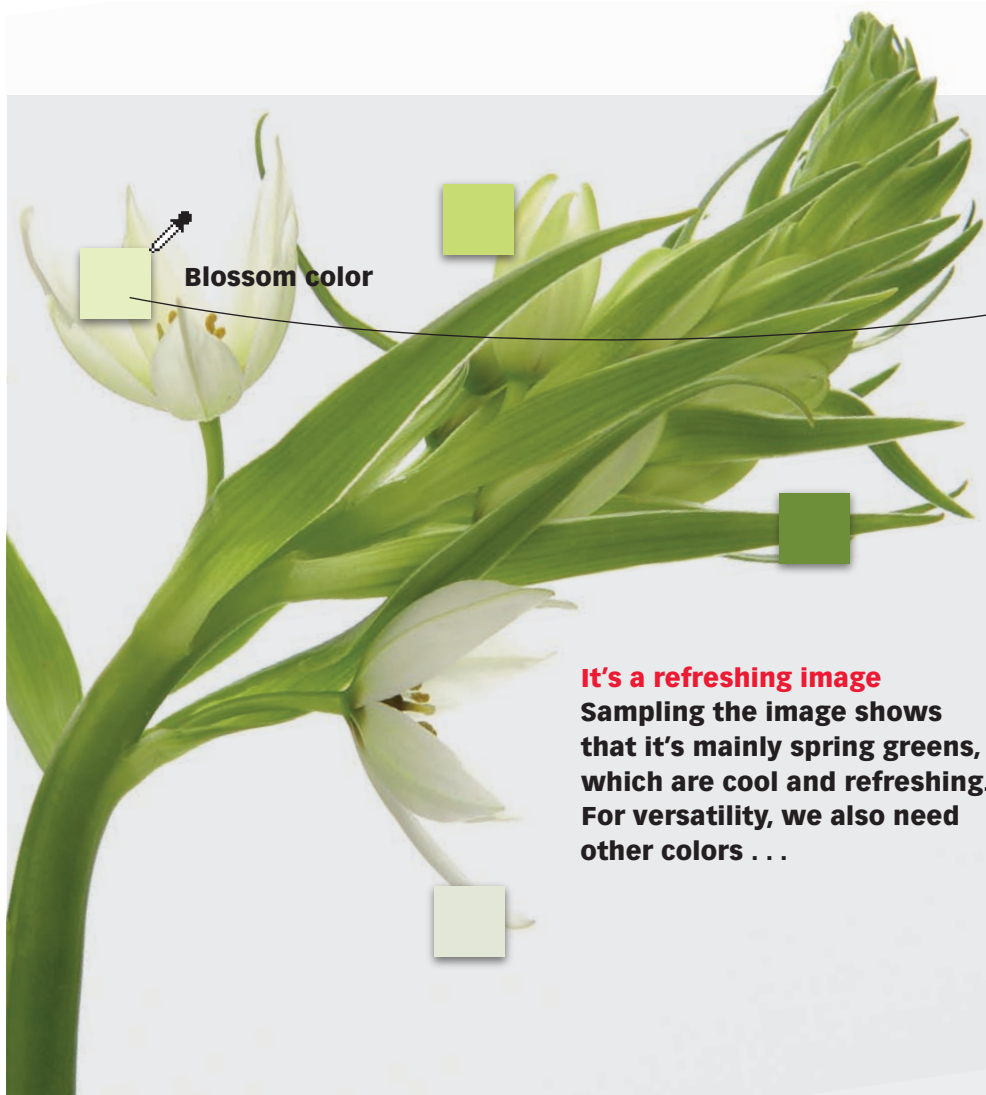 Blossom color
It's a refreshing image
Sampling the image shows
that it's mainly spring greens,
which are cool and refreshing.
For versatility, we also need
other colors . . .